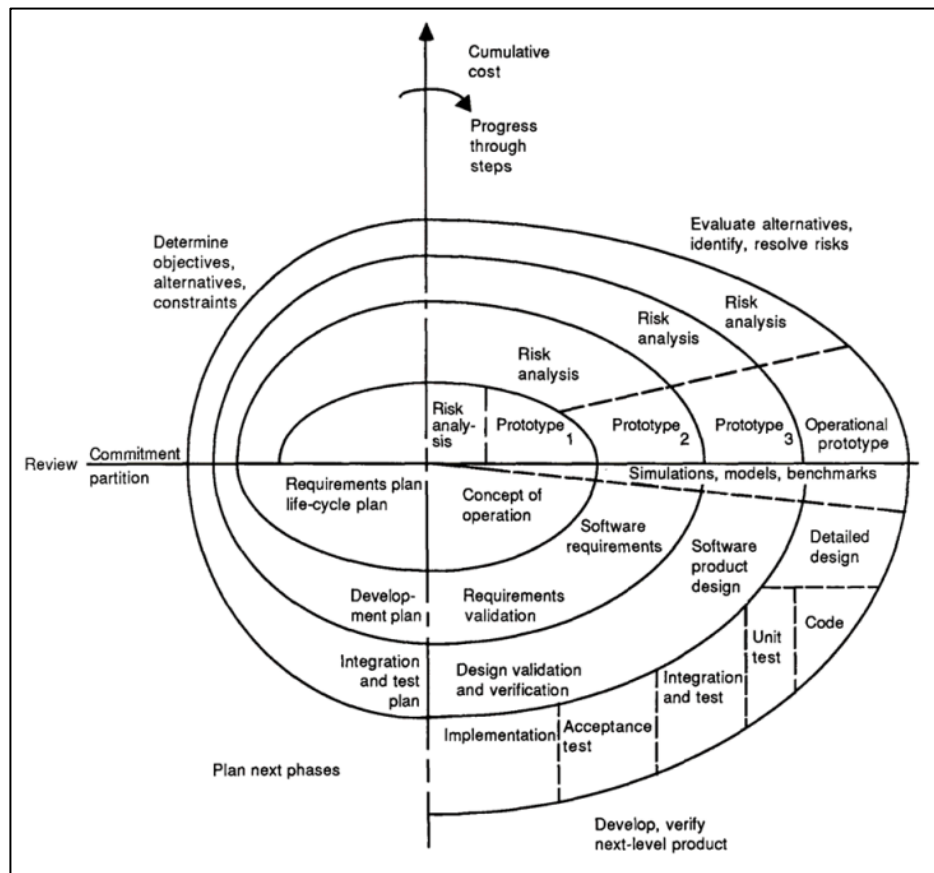 Cumulative
cost
Progress
through
steps
Evaluate alternatives,
identify, resolve risks
Determine
objectives,
alternatives,
constraints
Risk
analysis
Risk
analysis
Risk
analysis
Risk
analy-
sis
Prototype 1
Prototype 2
Prototype 3
Operational
prototype
Review
Commitment
partition
Simulations, models, benchmarks
Requirements plan
life-cycle plan
Concept of
operation
Software
requirements
Software
product
design
Detailed
design
Develop-
ment plan
Requirements
validation
Code
Unit
test
Integration
and test
plan
Design validation
and verification
Integration
and test
Acceptance
test
Implementation
Plan next phases
Develop, verify
next-level product